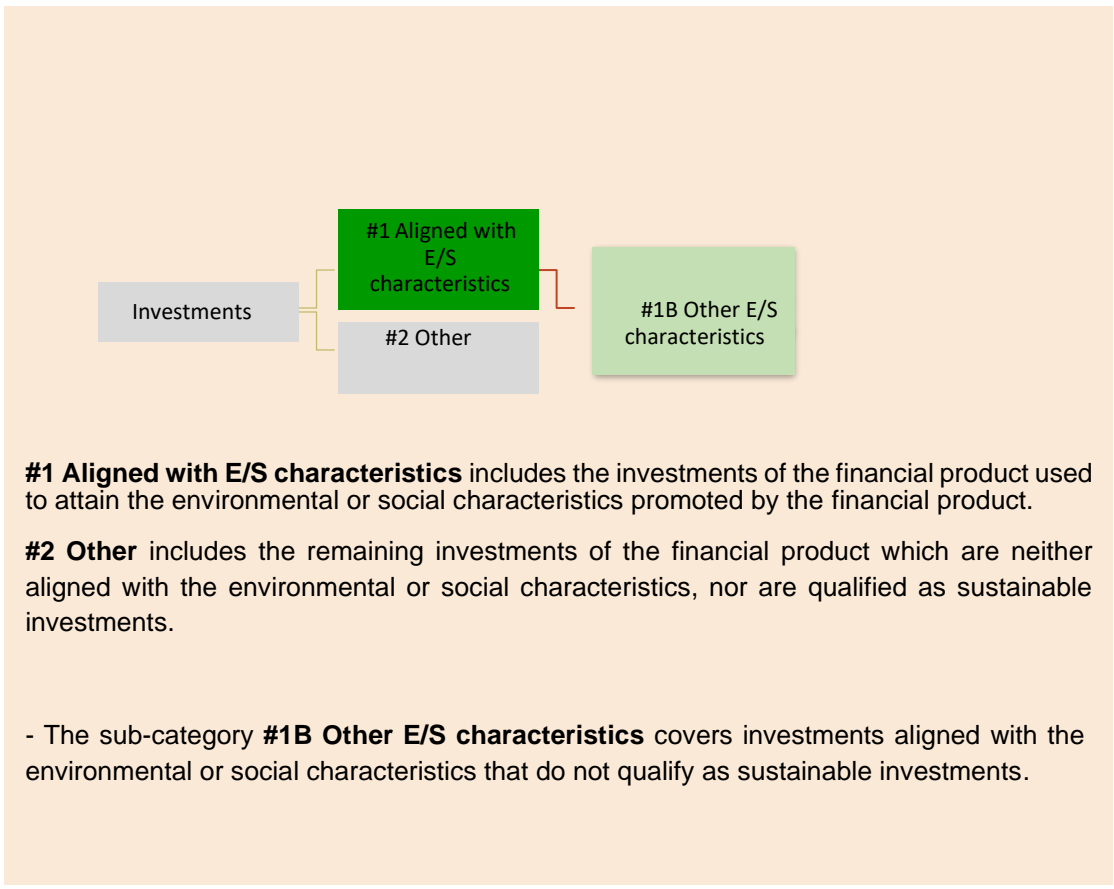 #1 Aligned with
E/S
characteristics
Investments
#2 Other
#1B Other E/S
characteristics
#1 Aligned with E/S characteristics includes the investments of the financial product used
to attain the environmental or social characteristics promoted by the financial product.
#2 Other includes the remaining investments of the financial product which are neither
aligned with the environmental or social characteristics, nor are qualified as sustainable
investments.
- The sub-category #1B Other E/S characteristics covers investments aligned with the
environmental or social characteristics that do not qualify as sustainable investments.